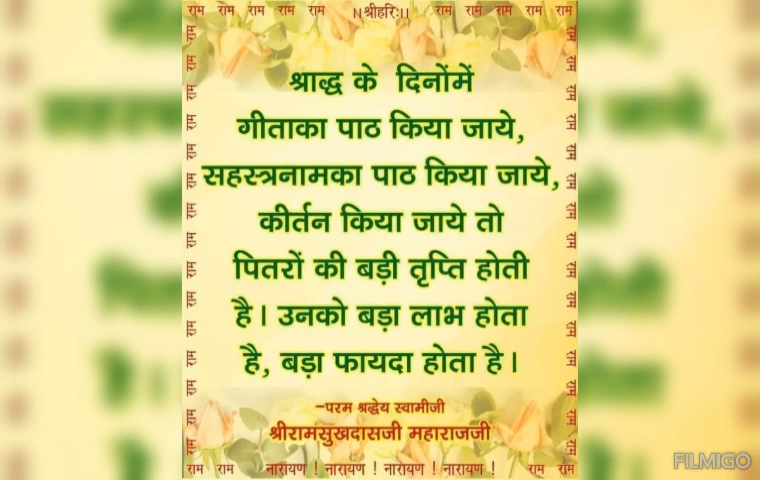 राम राम राम राम राम ।।श्रीहरि:।। राम राम राम राम राम
श्राद्ध के दिनोंमें
गीताका पाठ किया जाये,
सहस्त्रनामका पाठ किया जाये,
कीर्तन किया जाये तो
पितरों की बड़ी तृप्ति होती
है। उनको बड़ा लाभ होता
है, बड़ा फायदा होता है।
-परम श्रद्धेय स्वामीजी
श्रीरामसुखदासजी महाराजजी
राम राम नारायण ! नारायण ! नारायण ! नारायण ! राम राम
FILMIGO